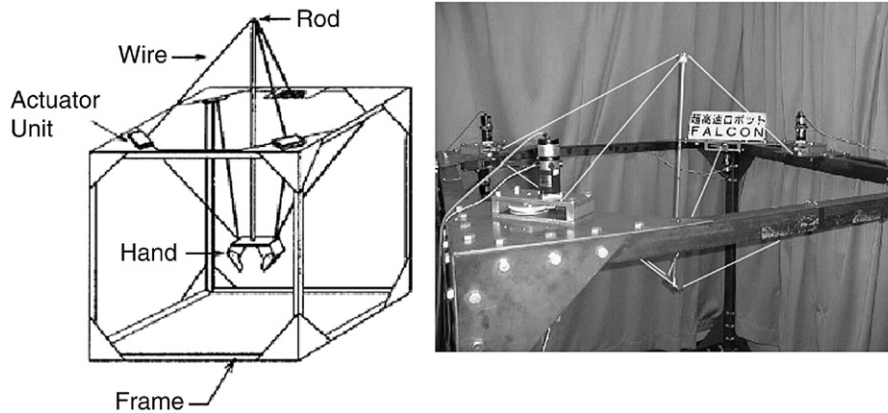 Rod
Wire
Actuator
Unit
Hand
Frame
超高速ロボット
FALCON